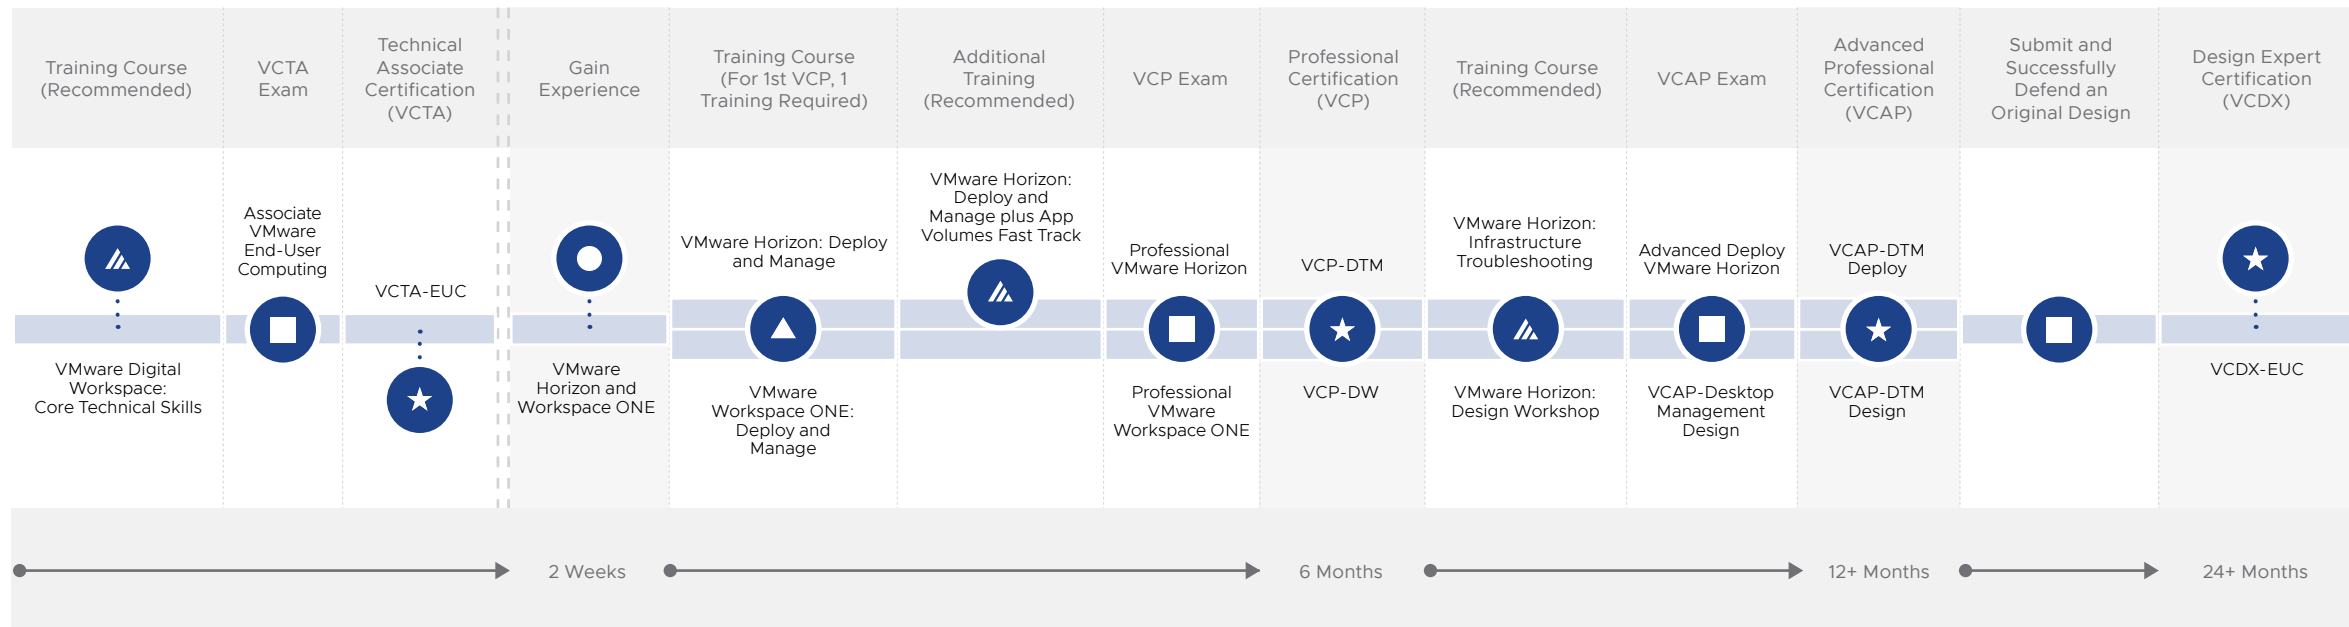 Training Course
(Recommended)
VCTA
Exam
Technical
Associate
Certification
(VCTA)
Gain
Experience
Training Course
(For 1st VCP, 1
Training Required)
Additional
Training
(Recommended)
VCP Exam
Professional
Certification
(VCP)
Training Course
(Recommended)
VCAP Exam
Advanced
Professional
Certification
(VCAP)
Submit and
Successfully
Defend an
Original Design
Design Expert
Certification
(VCDX)
VMware Digital
Workspace:
Core Technical Skills
Associate
VMware
End-User
Computing
VCTA-EUC
VMware
Horizon and
Workspace ONE
VMware Horizon: Deploy
and Manage
VMware
Workspace ONE:
Deploy and
Manage
VMware Horizon:
Deploy and
Manage plus App
Volumes Fast Track
Professional
VMware Horizon
Professional
VMware
Workspace ONE
VCP-DTM
VCP-DW
VMware Horizon:
Infrastructure
Troubleshooting
VMware Horizon:
Design Workshop
Advanced Deploy
VMware Horizon
VCAP-Desktop
Management
Design
VCAP-DTM
Deploy
VCAP-DTM
Design
VCDX-EUC
2 Weeks
6 Months
12+ Months
24+ Months